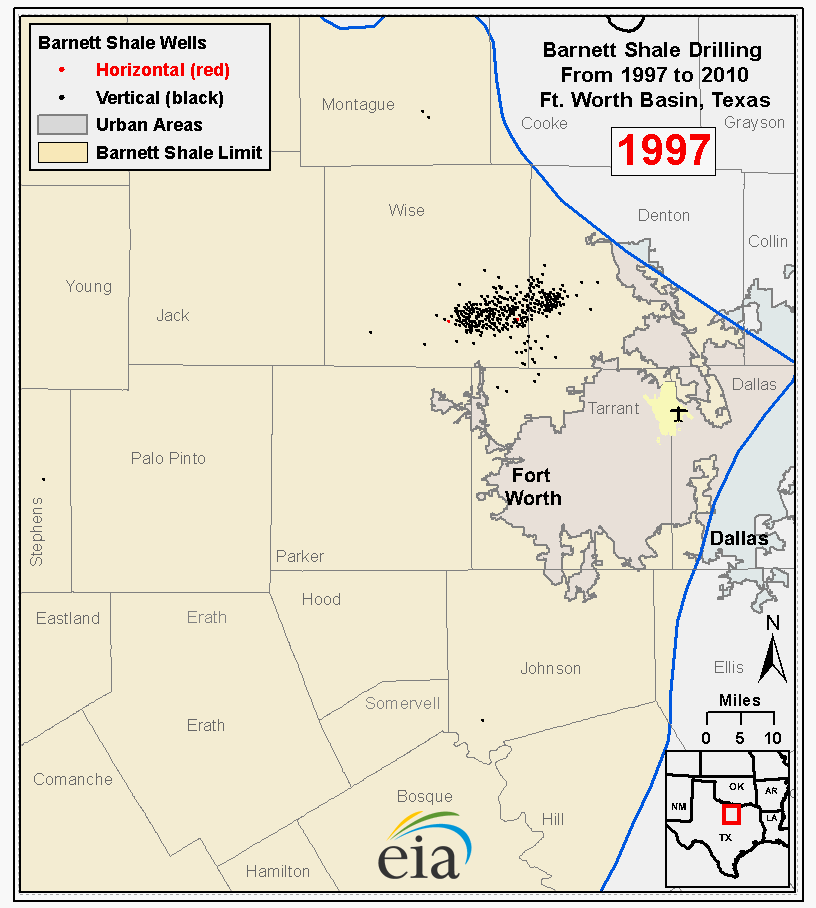 Barnett Shale Wells
Horizontal (red)
Vertical (black)
Urban Areas
Barnett Shale Limit
Barnett Shale Drilling
From 1997 to 2010
Ft. Worth Basin, Texas
1997
Montague
Cooke
Grayson
Wise
Denton
Collin
Young
Jack
Dallas
Tarrant
Palo Pinto
Fort
Worth
Stephens
Dallas
Parker
Hood
Eastland
Erath
N
Johnson
Ellis
Somervell
Miles
0 5 10
Erath
Comanche
Bosque
Hill
Hamilton
eia
OK
AR
NM
LA
TX